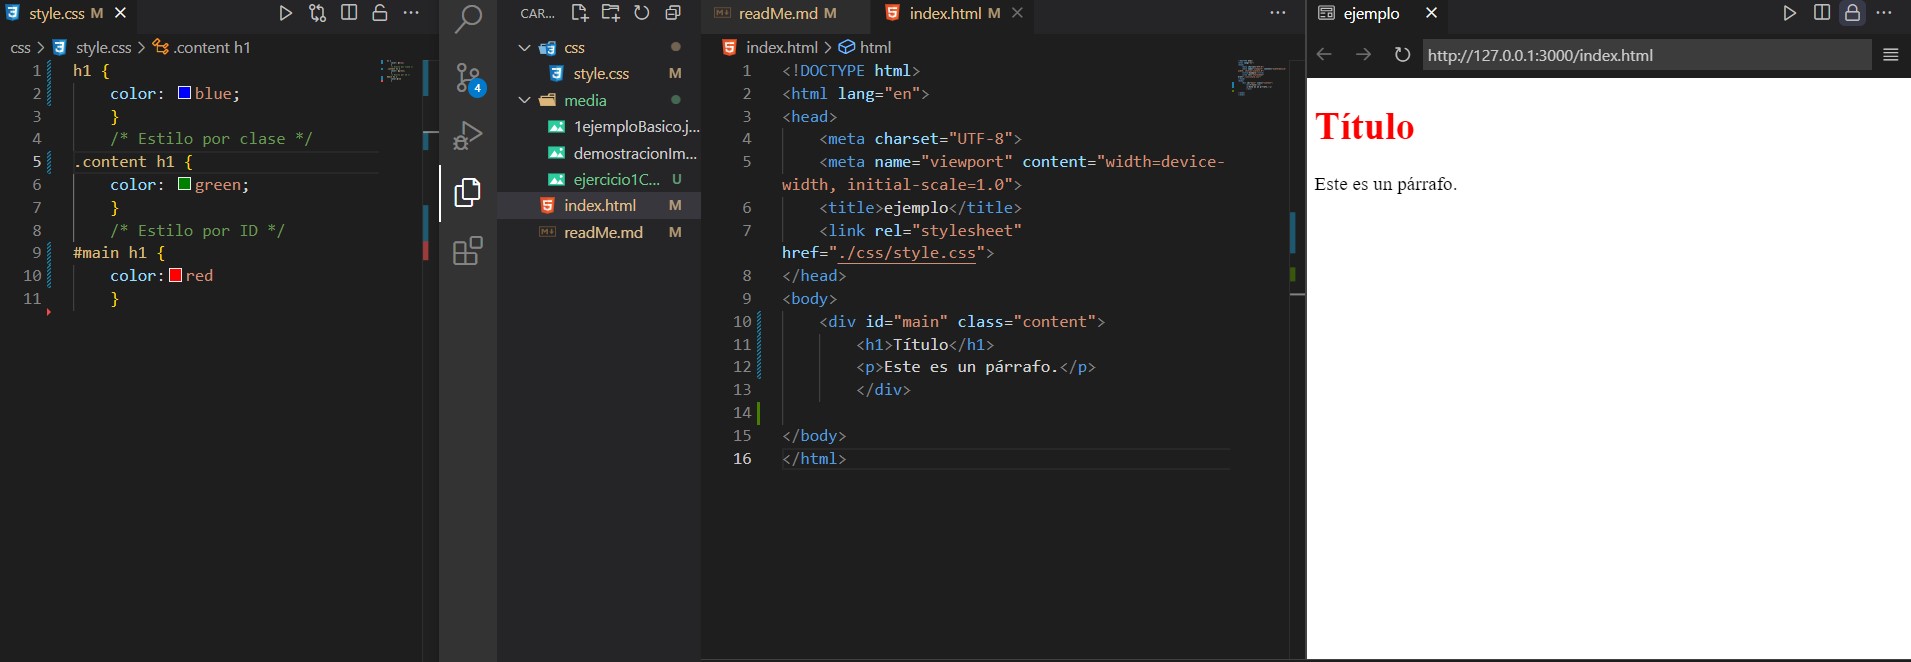 style.css M
css > style.css > .content h1
1 h1 {
2 color: blue;
3 }
4 /* Estilo por clase */
5 .content h1 {
6 color: green;
7 }
8 /* Estilo por ID */
9 #main h1 {
10 color: red
11 }
4
CAR...
css
style.css M
media
1ejemploBasico.j...
demostracionIm...
ejercicio1C... U
index.html M
readMe.md M
readMe.md M
index.html M
index.html > html
1 <!DOCTYPE html>
2 <html lang="en">
3 <head>
4 <meta charset="UTF-8">
5 <meta name="viewport" content="width=device-
width, initial-scale=1.0">
6 <title>ejemplo</title>
7 <link rel="stylesheet"
href="./css/style.css">
8 </head>
9 <body>
10 <div id="main" class="content">
11 <h1>Título</h1>
12 <p>Este es un párrafo.</p>
13 </div>
14
15 </body>
16 </html>
ejemplo
http://127.0.0.1:3000/index.html
Título
Este es un párrafo.